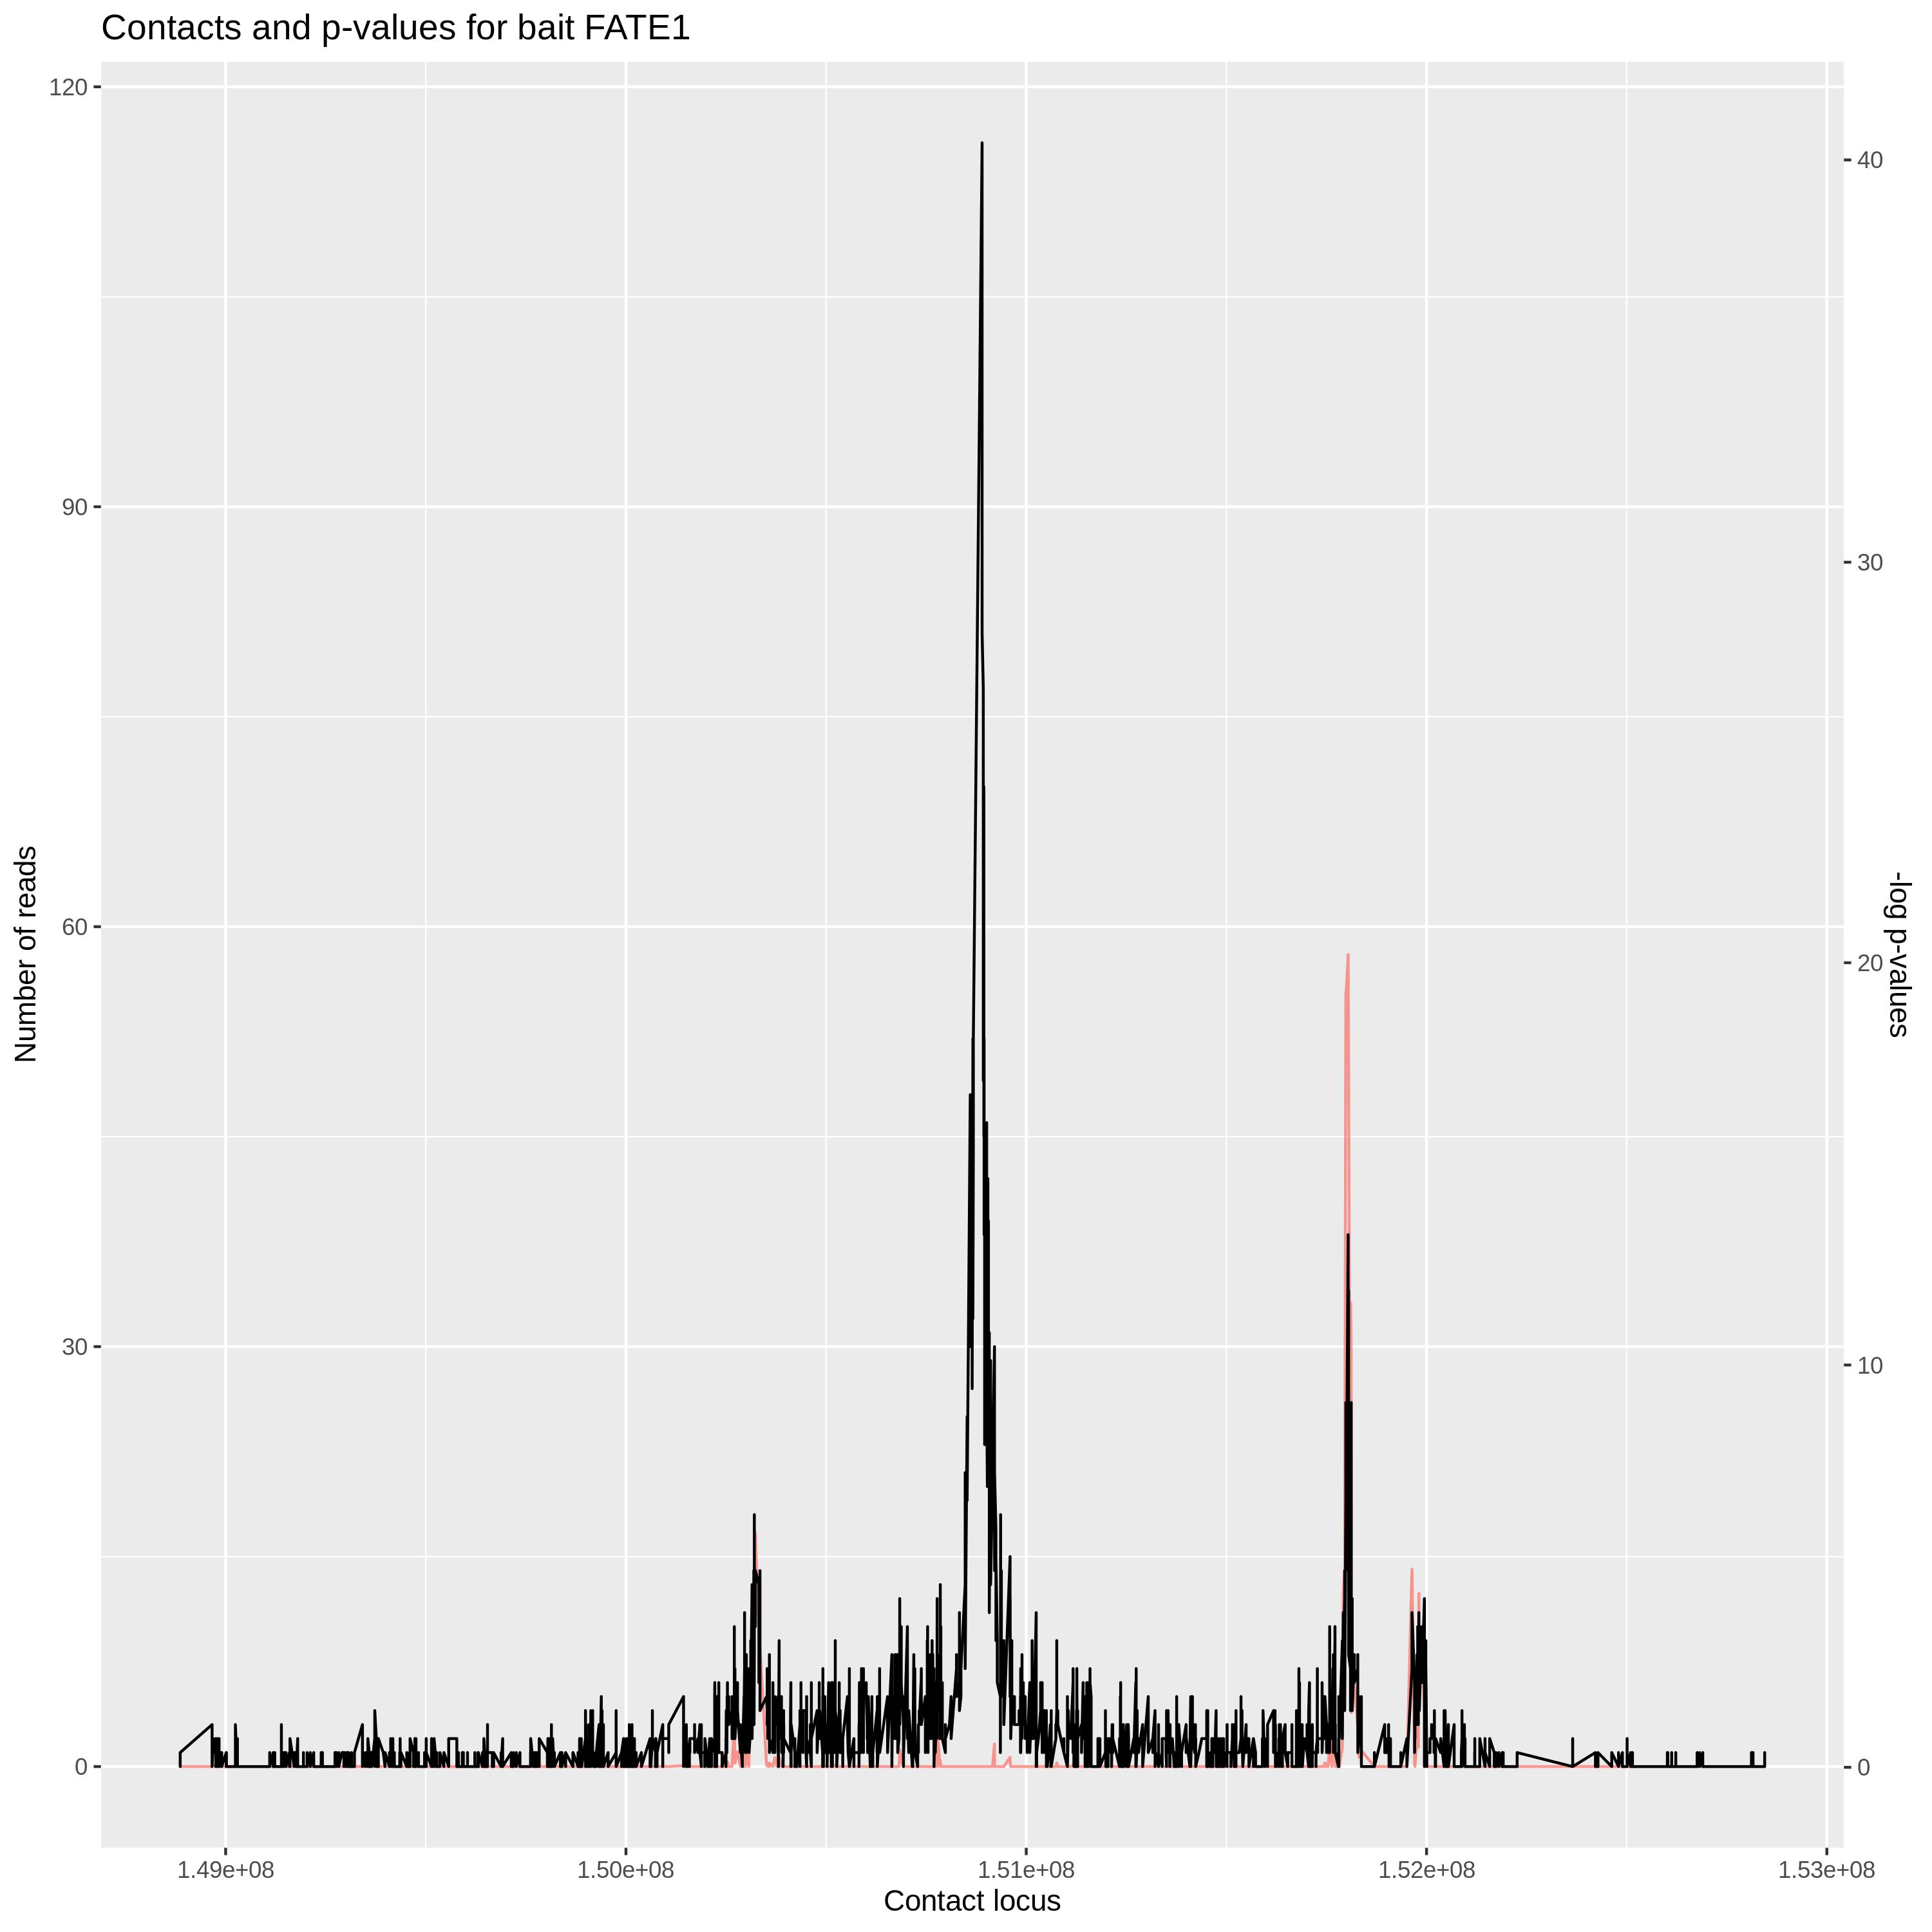 Contacts and p-values for bait FATE1
120
90
60
30
0
Number of reads
40
30
20
10
0
-log p-values
1.49e+08
1.50e+08
1.51e+08
1.52e+08
1.53e+08
Contact locus